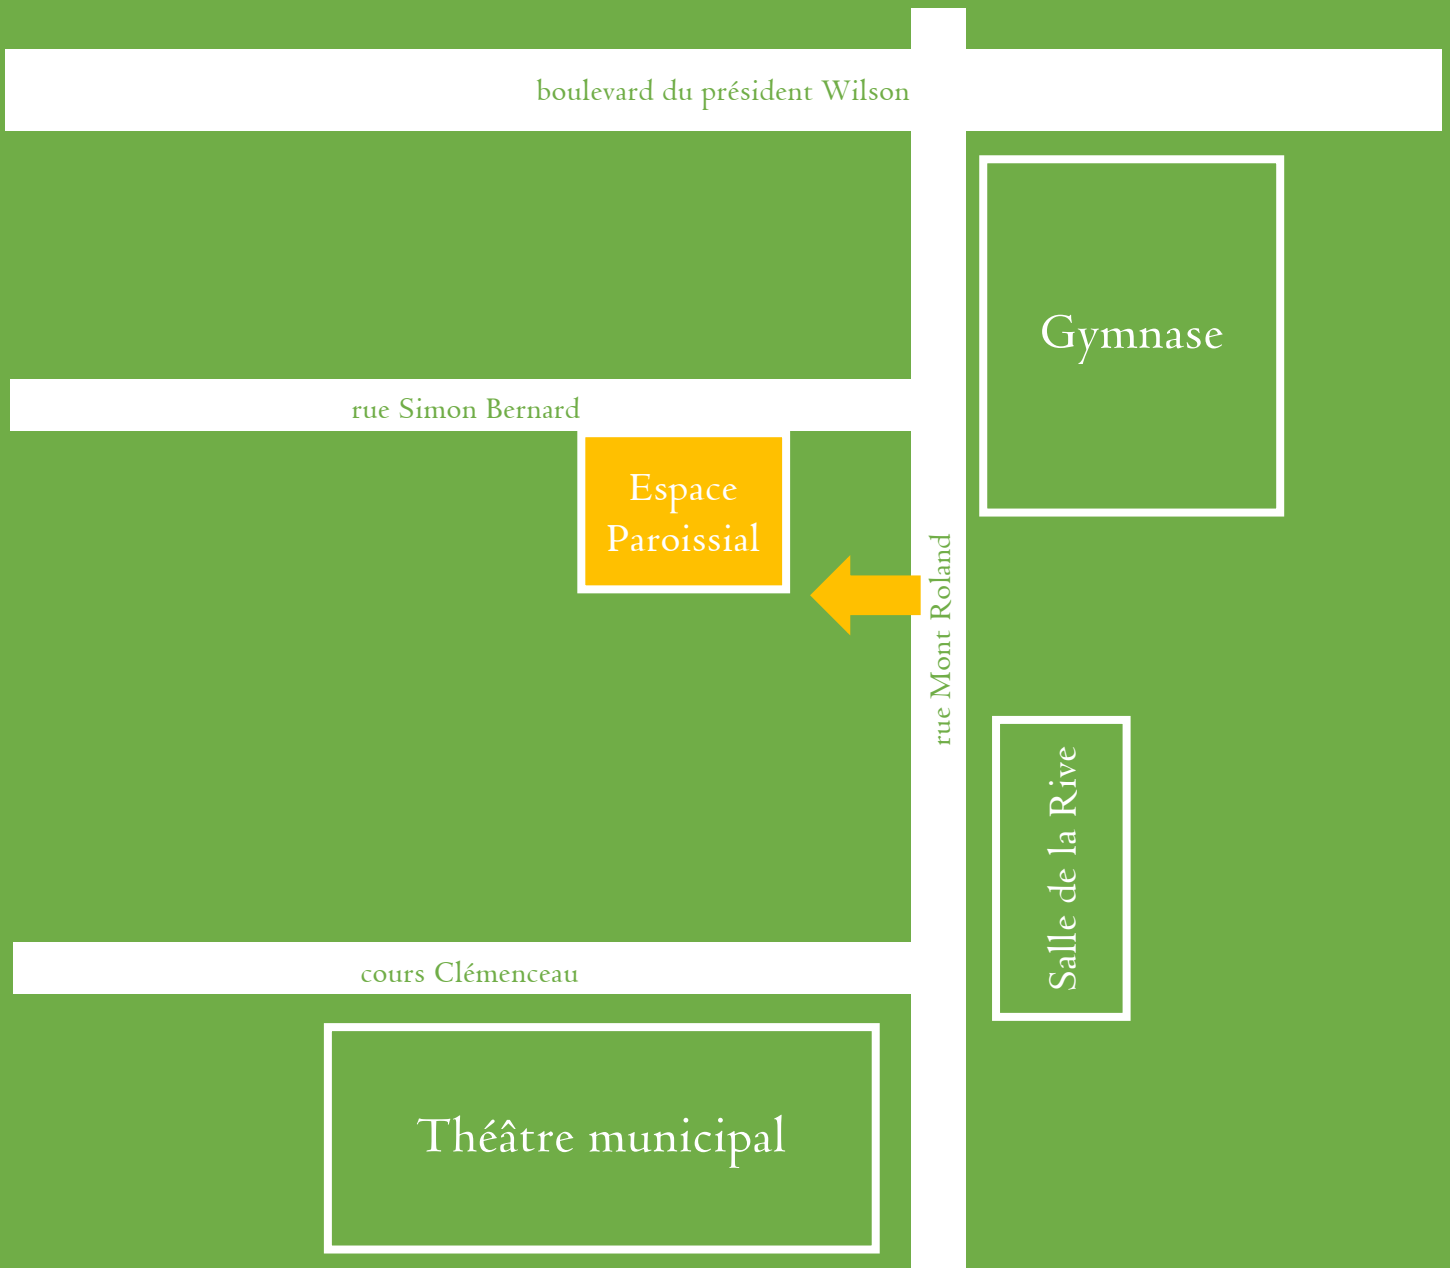 boulevard du président Wilson
Gymnase
rue Simon Bernard
Espace
Paroissial
rue Mont Roland
Salle de la Rive
cours Clémenceau
Théâtre municipal